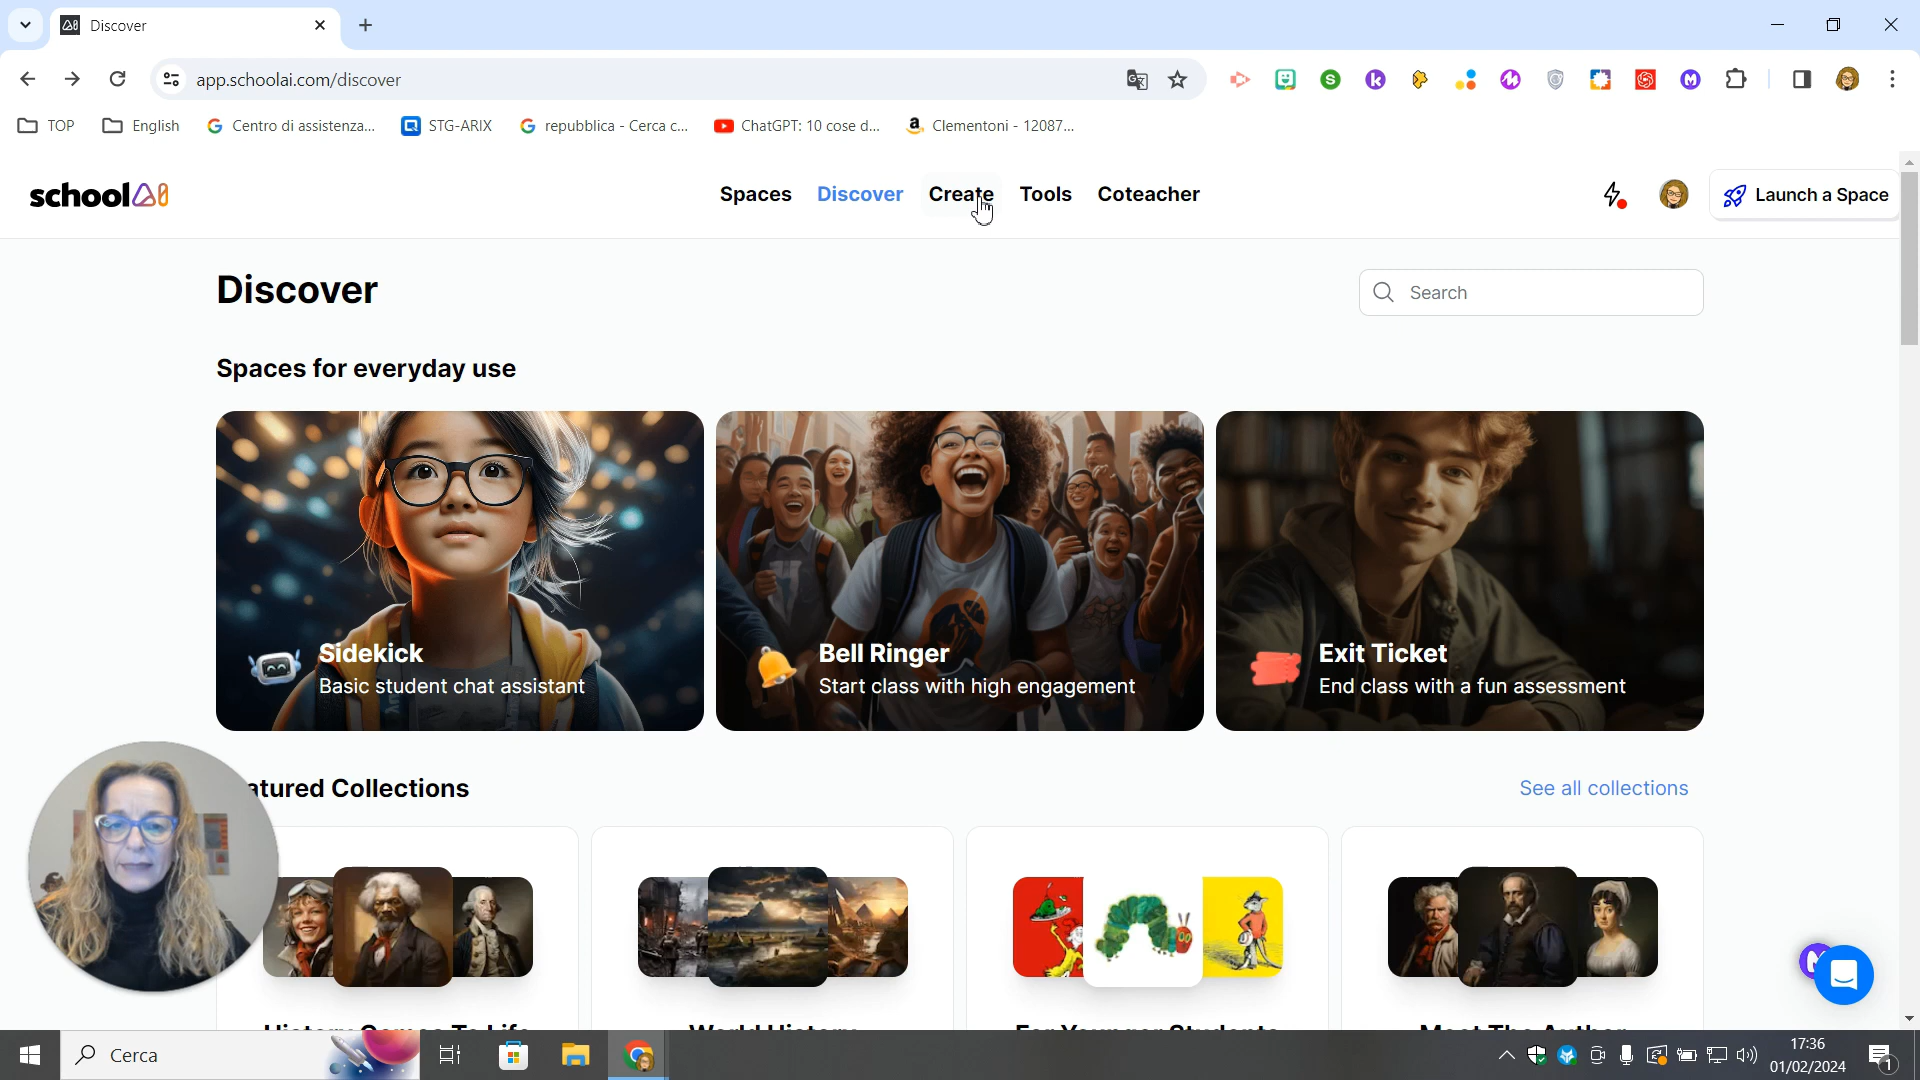 Discover
app.schoolai.com/discover
TOP English Centro di assistenza... STG-ARIX repubblica - Cerca c... ChatGPT: 10 cose d... Clementoni - 12087...
schoolAI Spaces Discover Create Tools Coteacher Launch a Space
Discover
Search
Spaces for everyday use
Sidekick
Basic student chat assistant
Bell Ringer
Start class with high engagement
Exit Ticket
End class with a fun assessment
Collections
See all collections
Cerca
17:36
01/02/2024
1